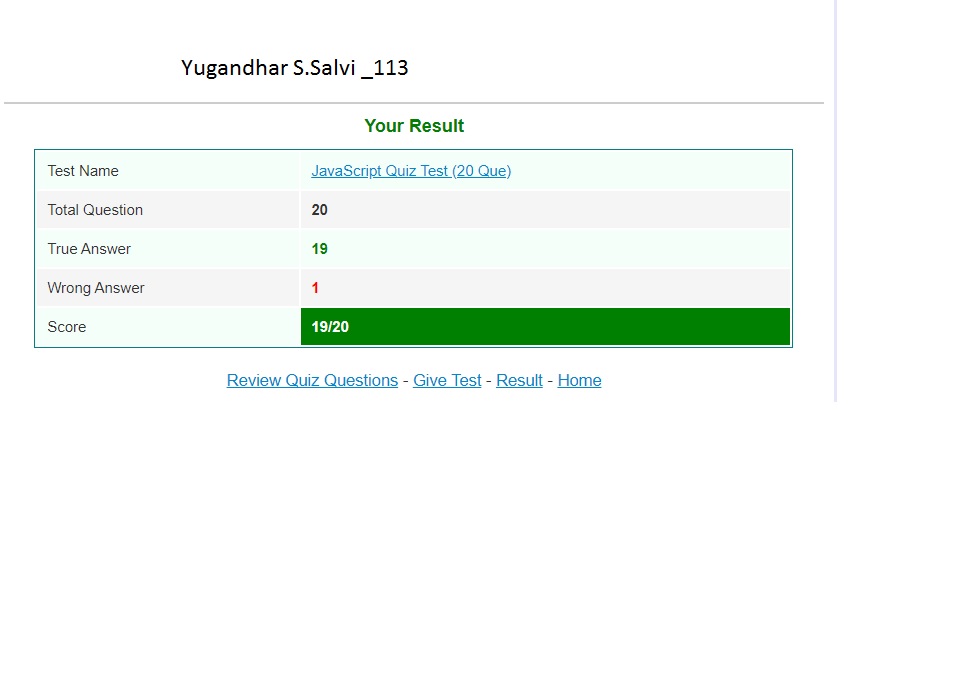 Yugandhar S.Salvi _113
Your Result
Test Name JavaScript Quiz Test (20 Que)
Total Question 20
True Answer 19
Wrong Answer 1
Score 19/20
Review Quiz Questions - Give Test - Result - Home